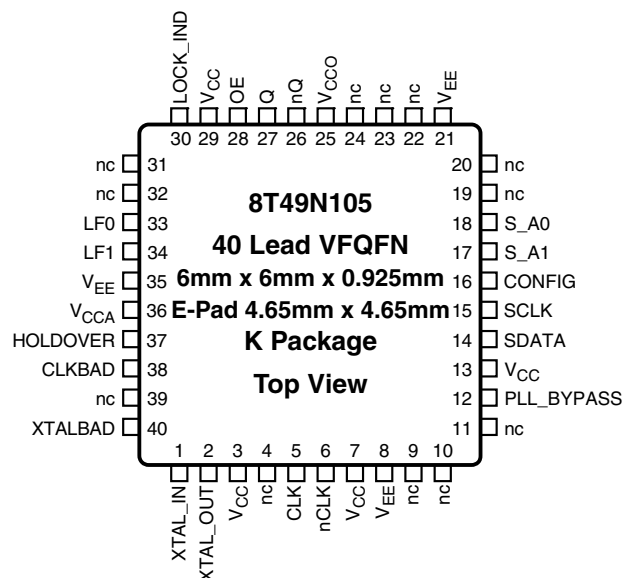 LOCK_IND
VCC
OE
Q
nQ
VCCO
nc
nc
nc
VEE
30 29 28 27 26 25 24 23 22 21
nc 31
nc 32
LF0 33
LF1 34
VEE 35
VCCA 36
HOLDOVER 37
CLKBAD 38
nc 39
XTALBAD 40
8T49N105
40 Lead VFQFN
6mm x 6mm x 0.925mm
E-Pad 4.65mm x 4.65mm
K Package
Top View
20 nc
19 nc
18 S_A0
17 S_A1
16 CONFIG
15 SCLK
14 SDATA
13 VCC
12 PLL_BYPASS
11 nc
1 2 3 4 5 6 7 8 9 10
XTAL_IN
XTAL_OUT
VCC
nc
CLK
nCLK
VCC
VEE
nc
nc